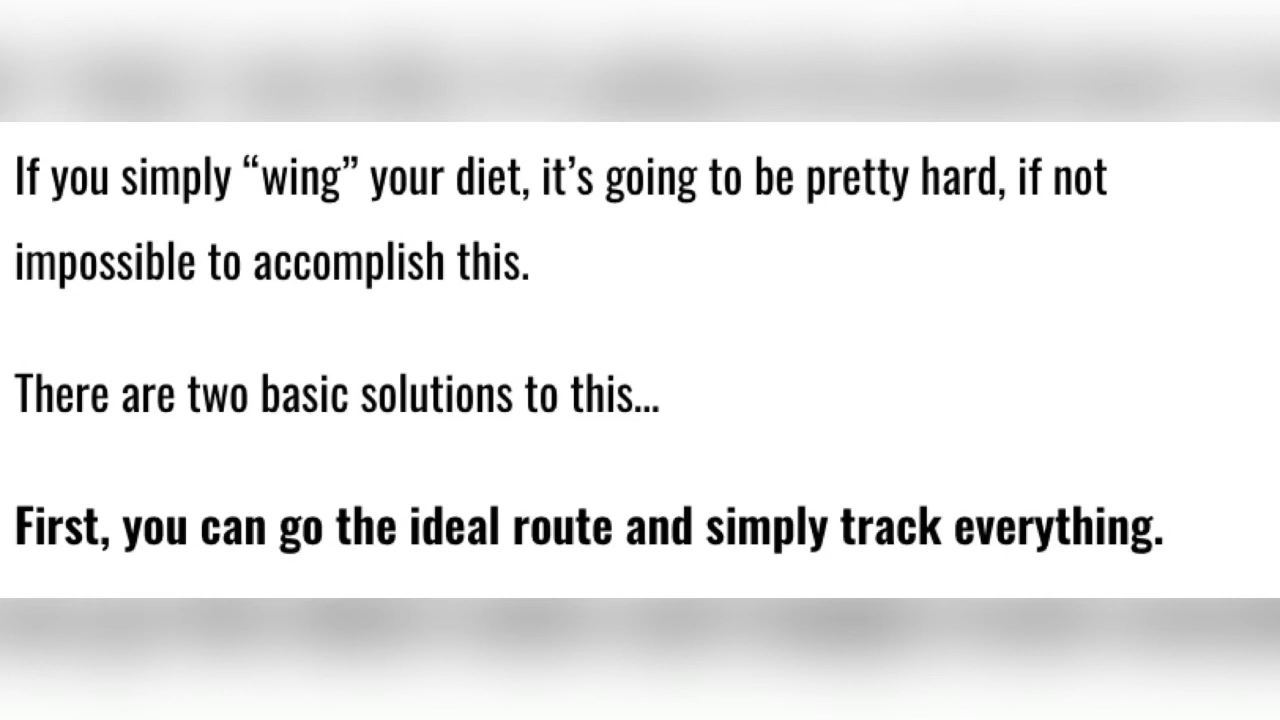 If you simply “wing” your diet, it’s going to be pretty hard, if not
impossible to accomplish this.
There are two basic solutions to this...
First, you can go the ideal route and simply track everything.